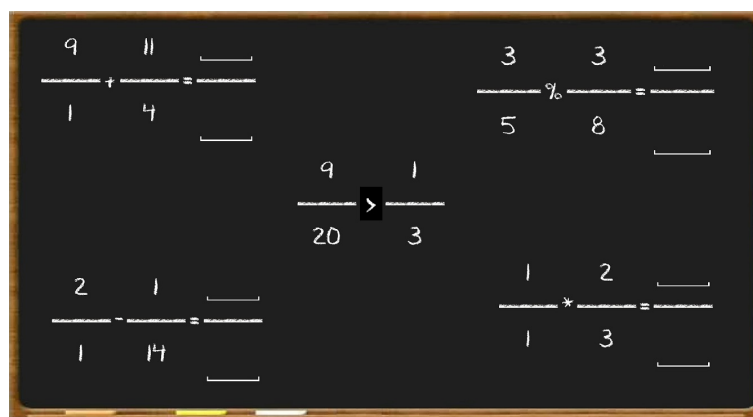 9/1 + 11/4 =
3/5 % 3/8 =
9/20 > 1/3
2/1 - 1/14 =
1/1 * 2/3 =